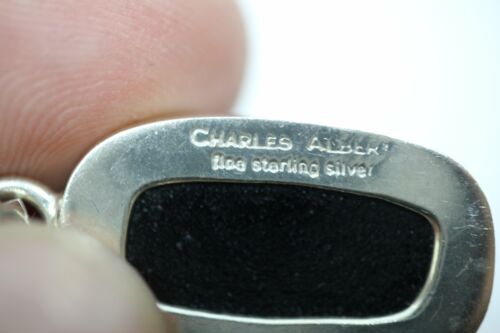 CHARLES ALBERT
fine sterling silver